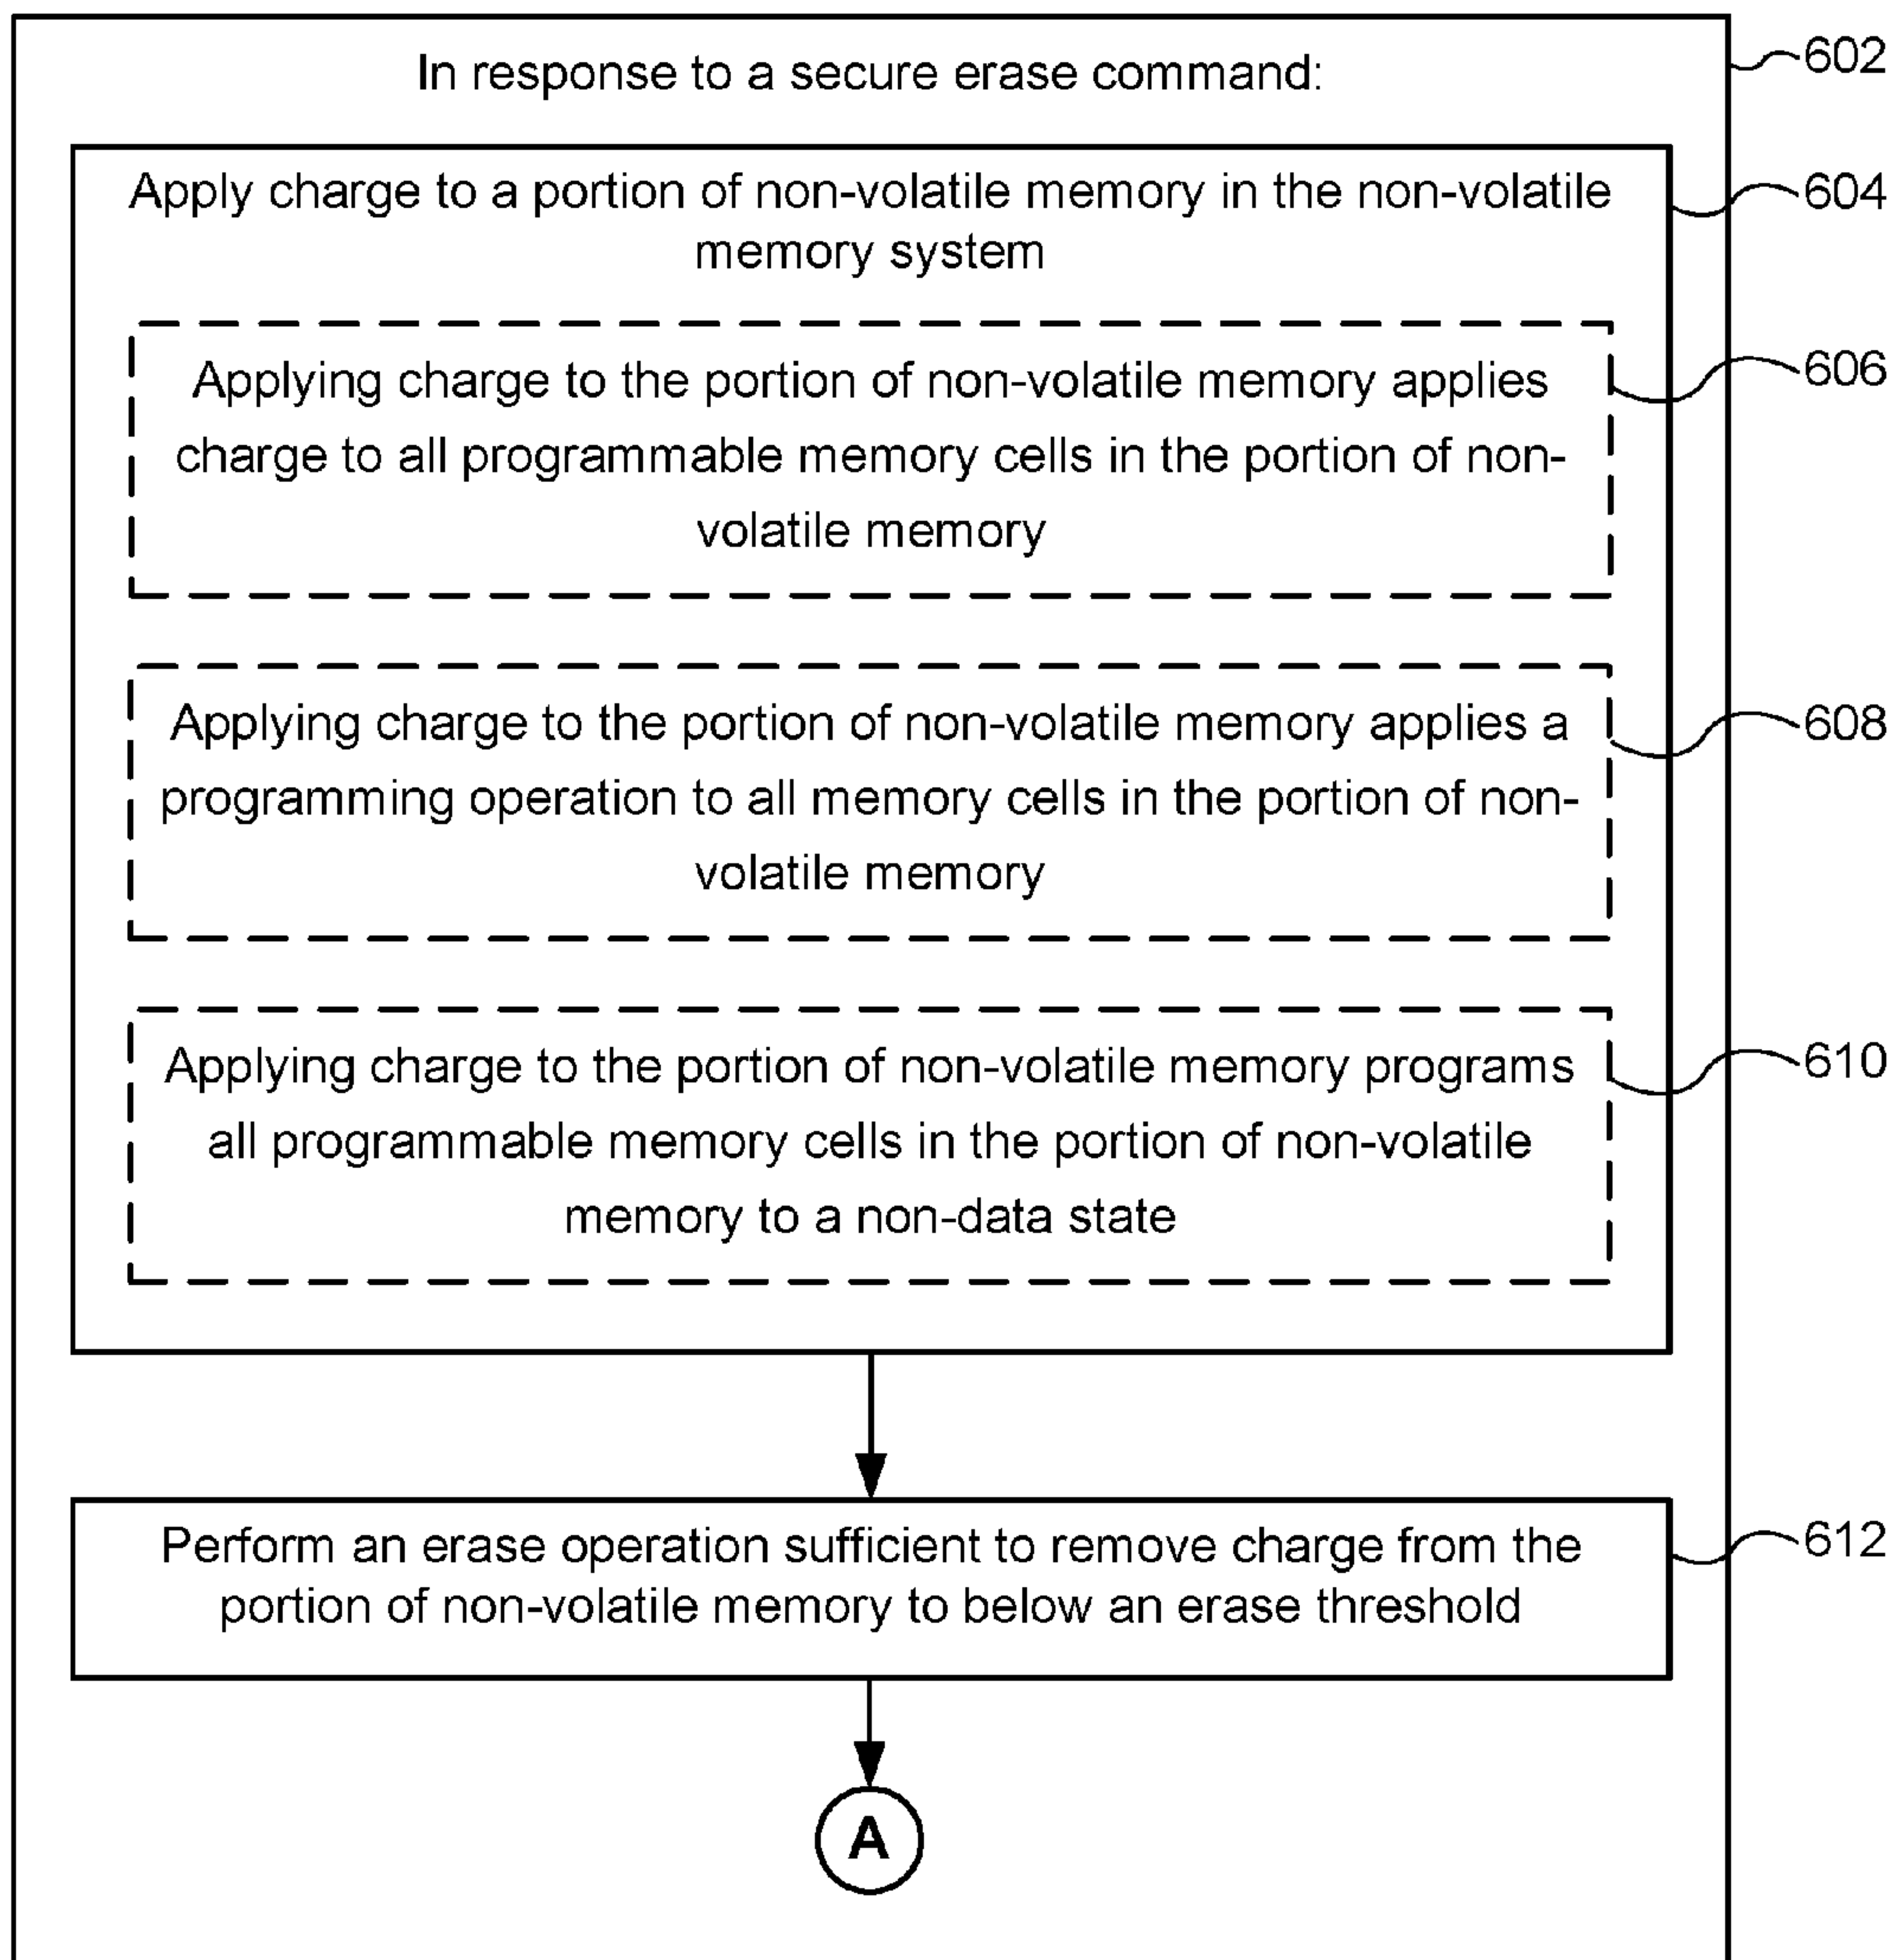 In response to a secure erase command:
602
Apply charge to a portion of non-volatile memory in the non-volatile
memory system
604
Applying charge to the portion of non-volatile memory applies
charge to all programmable memory cells in the portion of non-
volatile memory
606
Applying charge to the portion of non-volatile memory applies a
programming operation to all memory cells in the portion of non-
volatile memory
608
Applying charge to the portion of non-volatile memory programs
all programmable memory cells in the portion of non-volatile
memory to a non-data state
610
Perform an erase operation sufficient to remove charge from the
portion of non-volatile memory to below an erase threshold
612
A